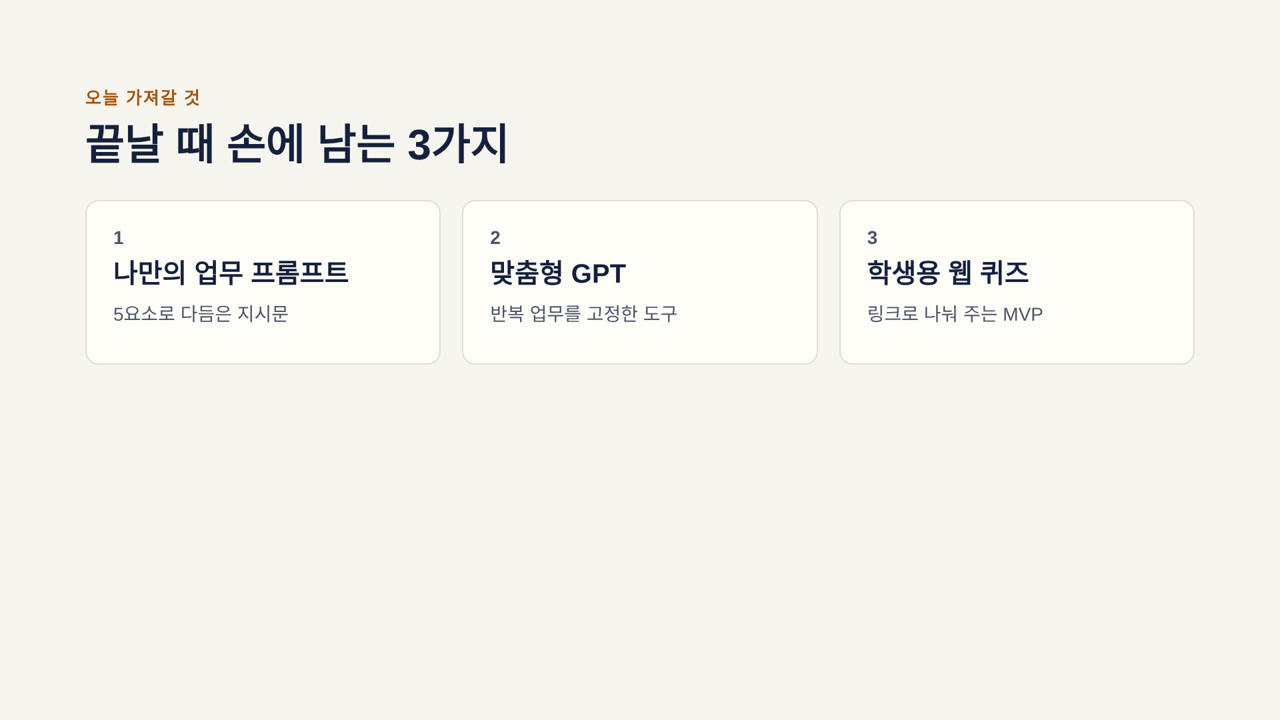 오늘 가져갈 것
끝날 때 손에 남는 3가지
1
나만의 업무 프롬프트
5요소로 다듬은 지시문
2
맞춤형 GPT
반복 업무를 고정한 도구
3
학생용 웹 퀴즈
링크로 나눠 주는 MVP